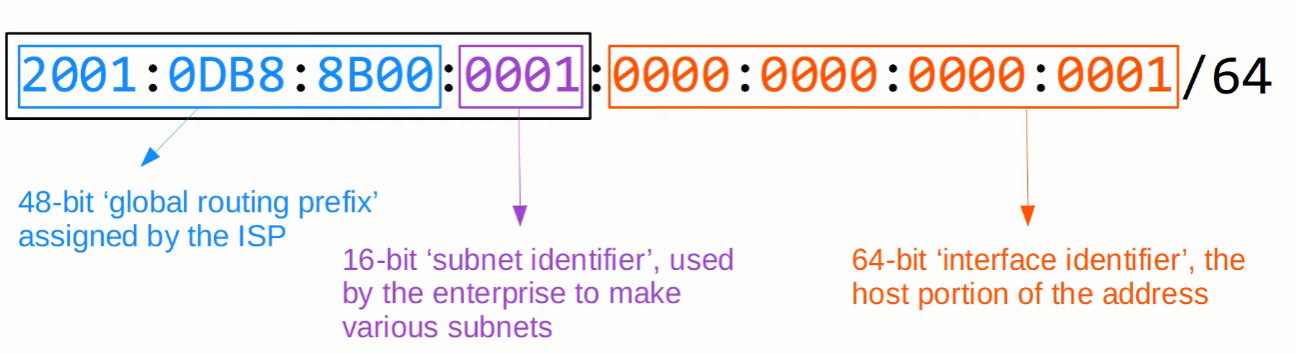 2001:0DB8:8B00:0001:0000:0000:0000:0001/64
48-bit ‘global routing prefix’
assigned by the ISP
16-bit ‘subnet identifier’, used
by the enterprise to make
various subnets
64-bit ‘interface identifier’, the
host portion of the address